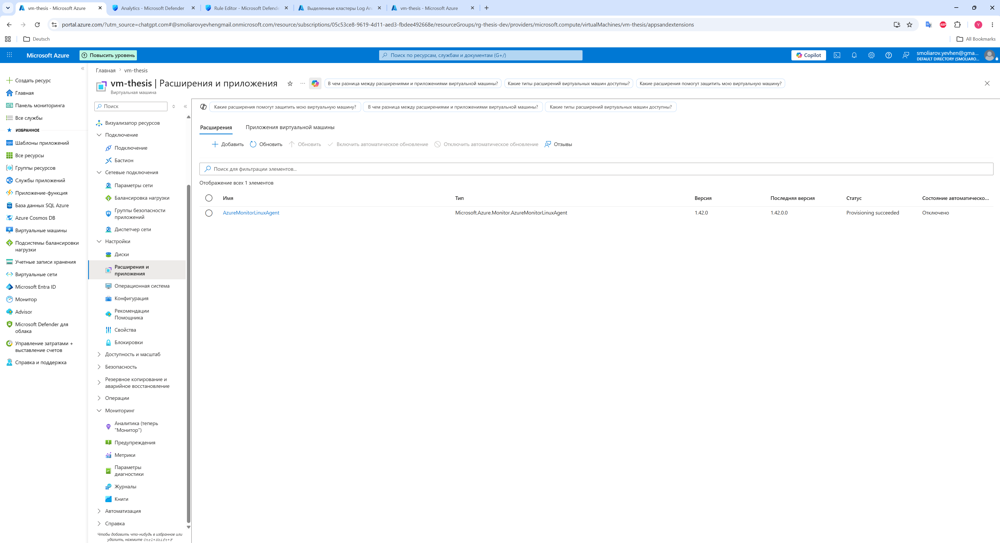 vm-thesis - Microsoft Azure
Analytics - Microsoft Defender
Rule Editor - Microsoft Defende
Выделенные кластеры Log An
vm-thesis - Microsoft Azure
portal.azure.com/?utm_source=chatgpt.com#@smoliarovyevhengmail.onmicrosoft.com/resource/subscriptions/05c53ce8-9619-4d11-aed3-fbdee492668e/resourceGroups/rg-thesis-dev/providers/microsoft.compute/virtualMachines/vm-thesis/appsandextensions
ABP
Y
Deutsch
All Bookmarks
Microsoft Azure
Повысить уровень
Поиск по ресурсам, службам и документам (G+/)
Copilot
smoliarov.yevhen@gma...
DEFAULT DIRECTORY (SMOLIARO...
Создать ресурс
Главная
Панель мониторинга
Все службы
ИЗБРАННОЕ
Шаблоны приложений
Все ресурсы
Группы ресурсов
Службы приложений
Приложение-функция
База данных SQL Azure
Azure Cosmos DB
Виртуальные машины
Подсистемы балансировки
нагрузки
Учетные записи хранения
Виртуальные сети
Microsoft Entra ID
Монитор
Advisor
Microsoft Defender для
облака
Управление затратами +
выставление счетов
Справка и поддержка
Главная > vm-thesis
vm-thesis | Расширения и приложения
Виртуальная машина
В чем разница между расширениями и приложениями виртуальной машины?
Какие типы расширений виртуальных машин доступны?
Какие расширения помогут защитить мою виртуальную машину?
Поиск
Визуализатор ресурсов
Подключение
Подключение
Бастион
Сетевые подключения
Параметры сети
Балансировка нагрузки
Группы безопасности
приложений
Диспетчер сети
Настройки
Диски
Расширения и
приложения
Операционная система
Конфигурация
Рекомендации
Помощника
Свойства
Блокировки
Доступность и масштаб
Безопасность
Резервное копирование и
аварийное восстановление
Операции
Мониторинг
Аналитика (теперь
"Монитор")
Предупреждения
Метрики
Параметры
диагностики
Журналы
Книги
Автоматизация
Справка
Чтобы добавить что-нибудь в избранное или
удалить, нажмите Ctrl+Shift+F
Какие расширения помогут защитить мою виртуальную машину?
В чем разница между расширениями и приложениями виртуальной машины?
Какие типы расширений виртуальных машин доступны?
Расширения
Приложения виртуальной машины
Добавить
Обновить
Обновить
Включить автоматическое обновление
Отключить автоматическое обновление
Отзывы
Поиск для фильтрации элементов...
Отображение всех 1 элементов
Имя Тип Версия Последняя версия Статус Состояние автоматическо...
AzureMonitorLinuxAgent Microsoft.Azure.Monitor.AzureMonitorLinuxAgent 1.42.0 1.42.0.0 Provisioning succeeded Отключено